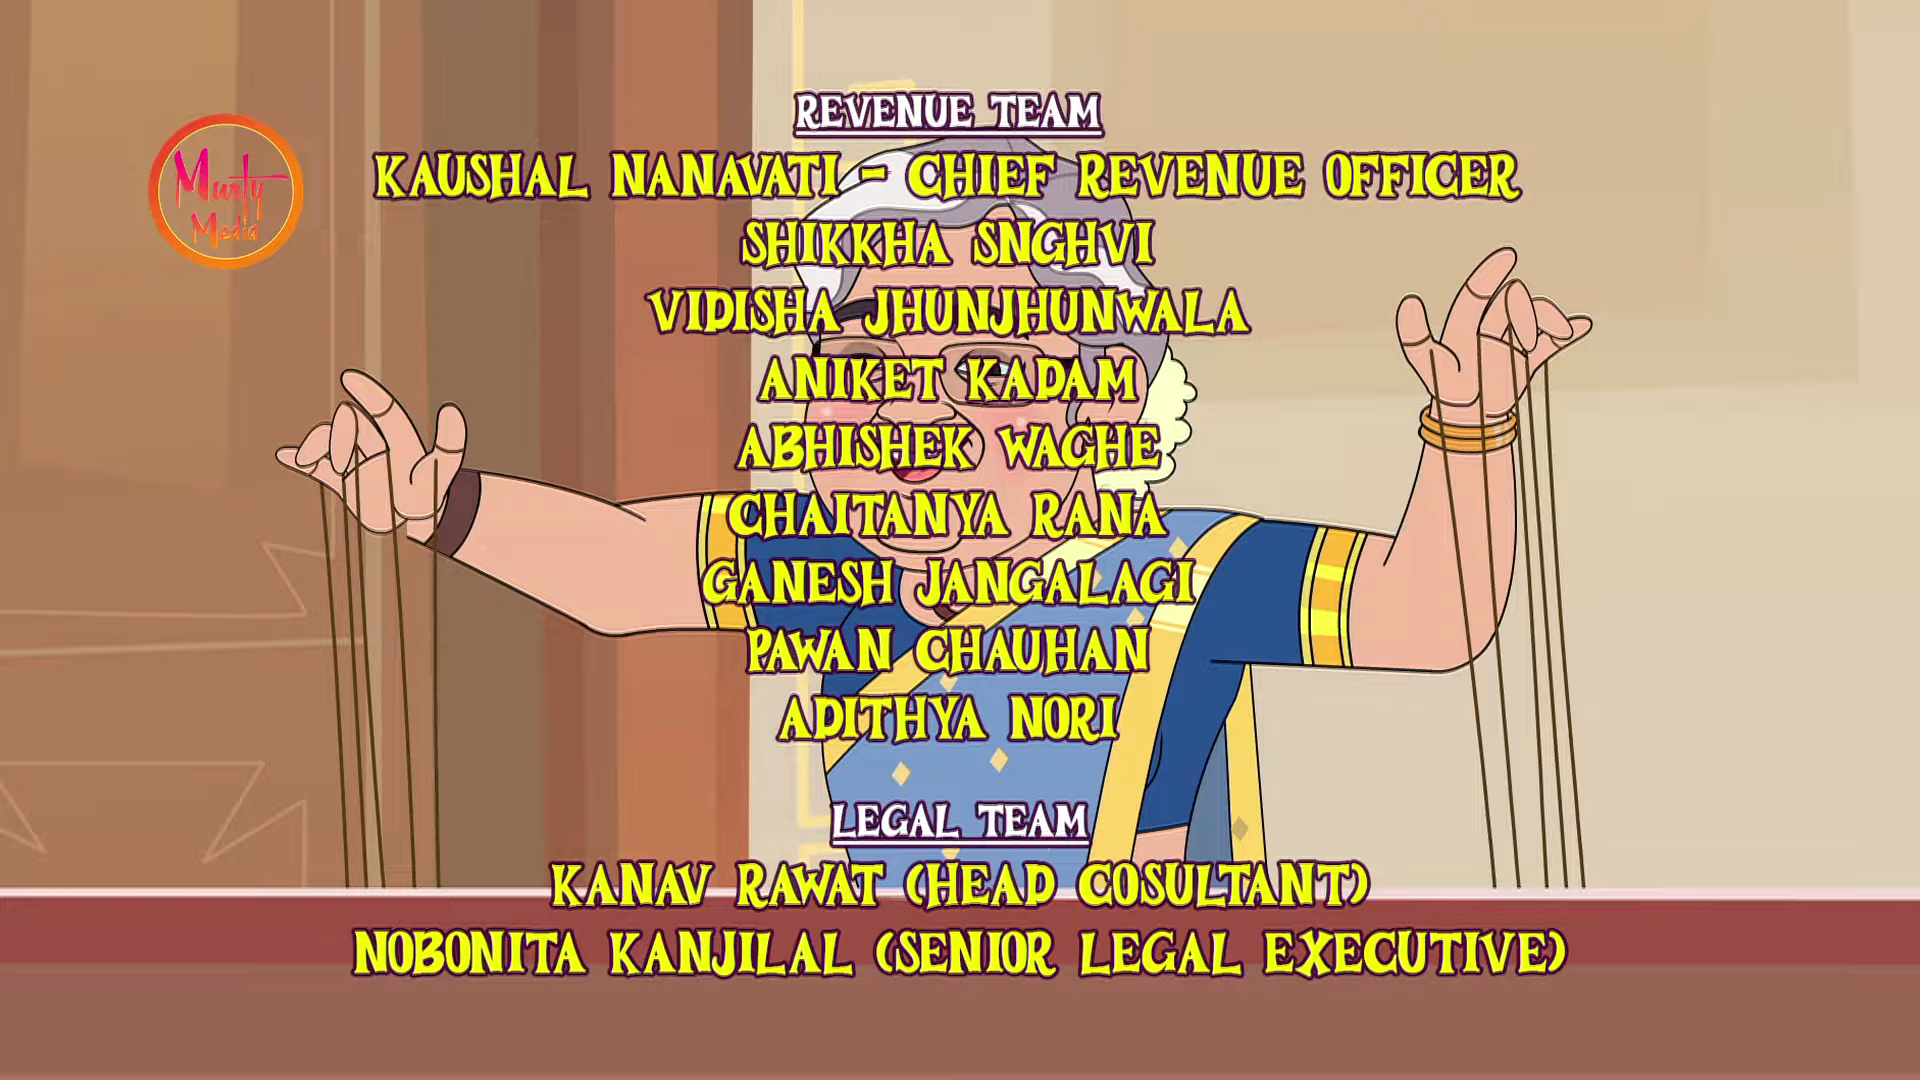 Murty
Media
REVENUE TEAM
KAUSHAL NANAVATI - CHIEF REVENUE OFFICER
SHIKKHA SNGHVI
VIDISHA JHUNJHUNWALA
ANIKET KADAM
ABHISHEK WAGHE
CHAITANYA RANA
GANESH JANGALAGI
PAWAN CHAUHAN
ADITHYA NORI
LEGAL TEAM
KANAV RAWAT (HEAD COSULTANT)
NOBONITA KANJILAL (SENIOR LEGAL EXECUTIVE)